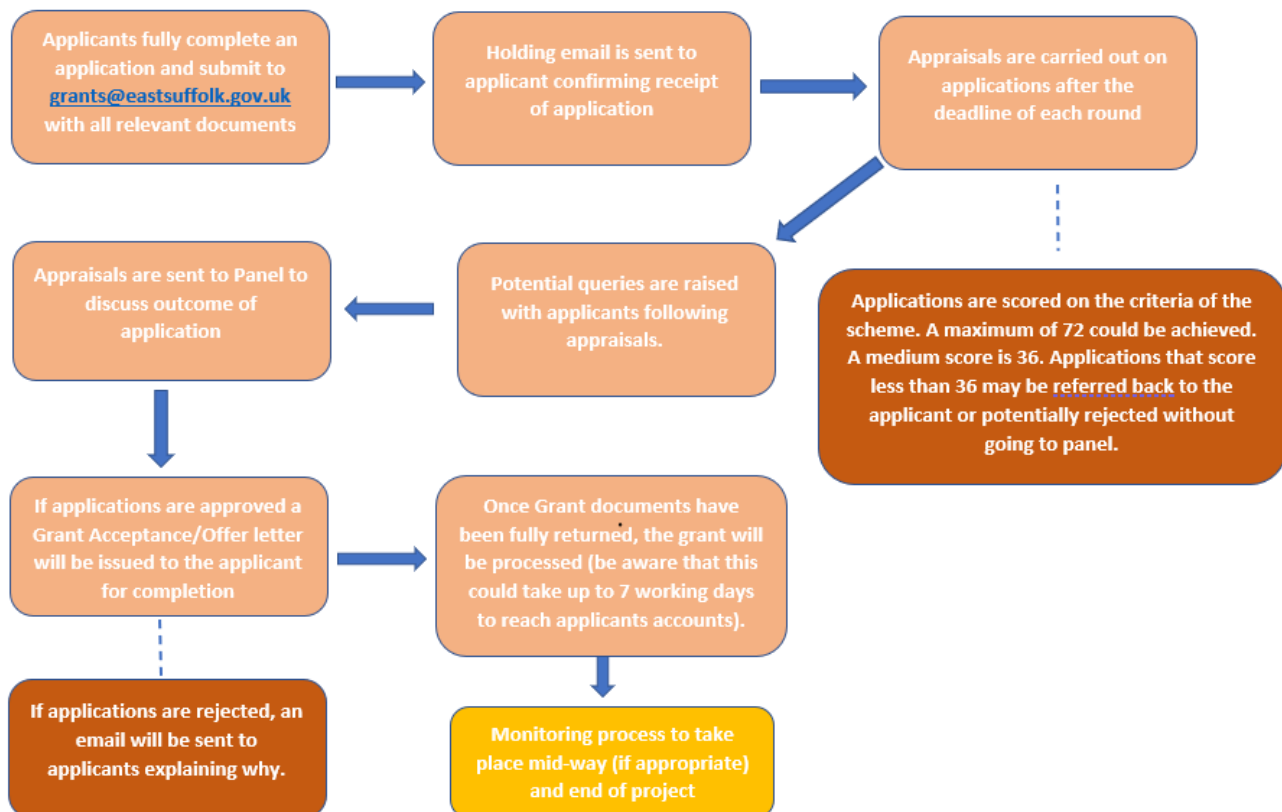 Applicants fully complete an
application and submit to
grants@eastsuffolk.gov.uk
with all relevant documents
Holding email is sent to
applicant confirming receipt
of application
Appraisals are carried out on
applications after the
deadline of each round
Applications are scored on the criteria of the
scheme. A maximum of 72 could be achieved.
A medium score is 36. Applications that score
less than 36 may be referred back to the
applicant or potentially rejected without
going to panel.
Potential queries are raised
with applicants following
appraisals.
Appraisals are sent to Panel to
discuss outcome of
application
If applications are approved a
Grant Acceptance/Offer letter
will be issued to the applicant
for completion
If applications are rejected, an
email will be sent to
applicants explaining why.
Once Grant documents have
been fully returned, the grant will
be processed (be aware that this
could take up to 7 working days
to reach applicants accounts).
Monitoring process to take
place mid-way (if appropriate)
and end of project